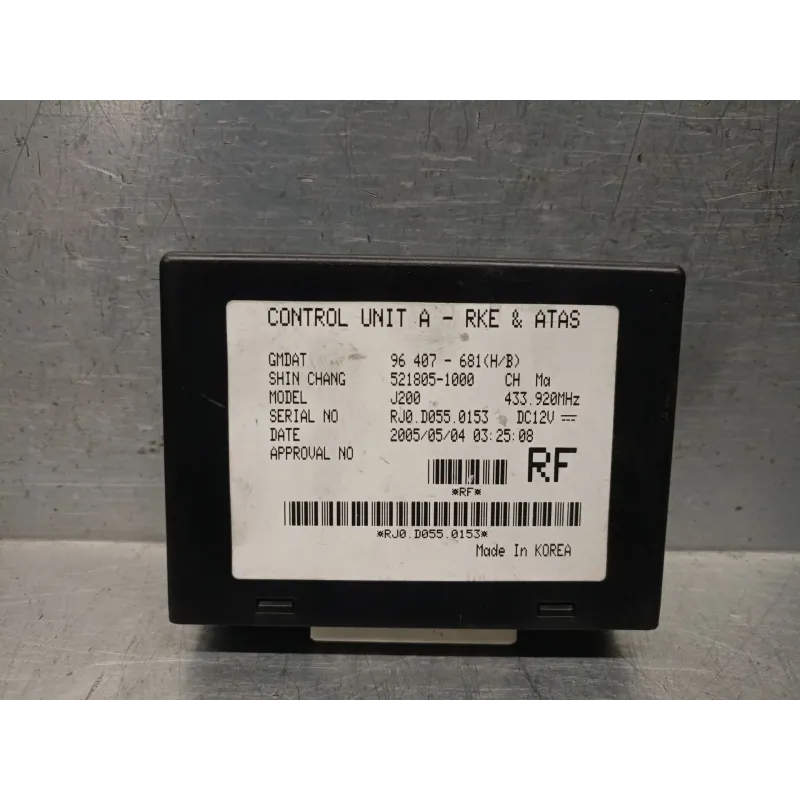 CONTROL UNIT A - RKE & ATAS
GMDAT 96 407 - 681(H/B)
SHIN CHANG 521805-1000 CH Ma
MODEL J200 433.920MHz
SERIAL NO RJ0.D055.0153 DC12V
DATE 2005/05/04 03:25:08
APPROVAL NO
RF
*RF*
*RJ0.D055.0153*
Made In KOREA